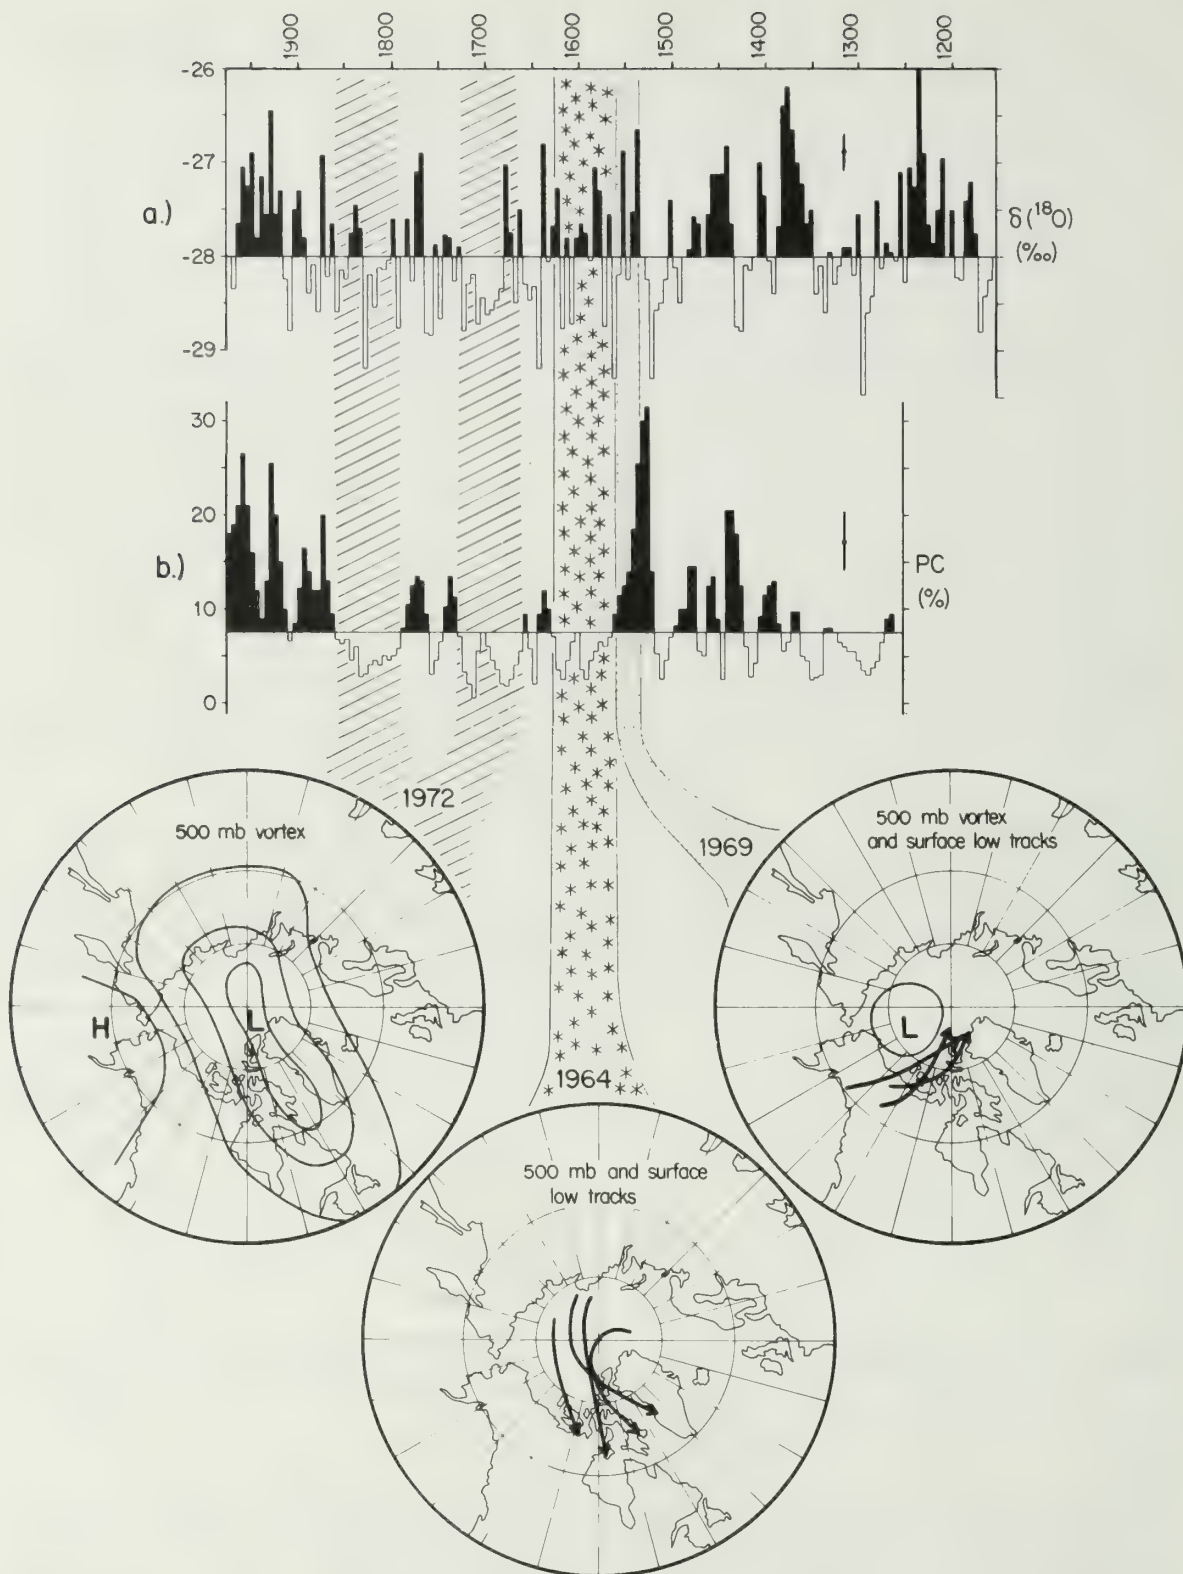 1900 1800 1700 1600 1500 1400 1300 1200
-26
-27
a.)
δ(¹⁸O)
-28
(‰)
-29
30
20
b.)
PC
(%)
10
0
1972
500 mb vortex
H
L
1969
500 mb vortex
and surface low tracks
L
1964
500 mb and surface
low tracks